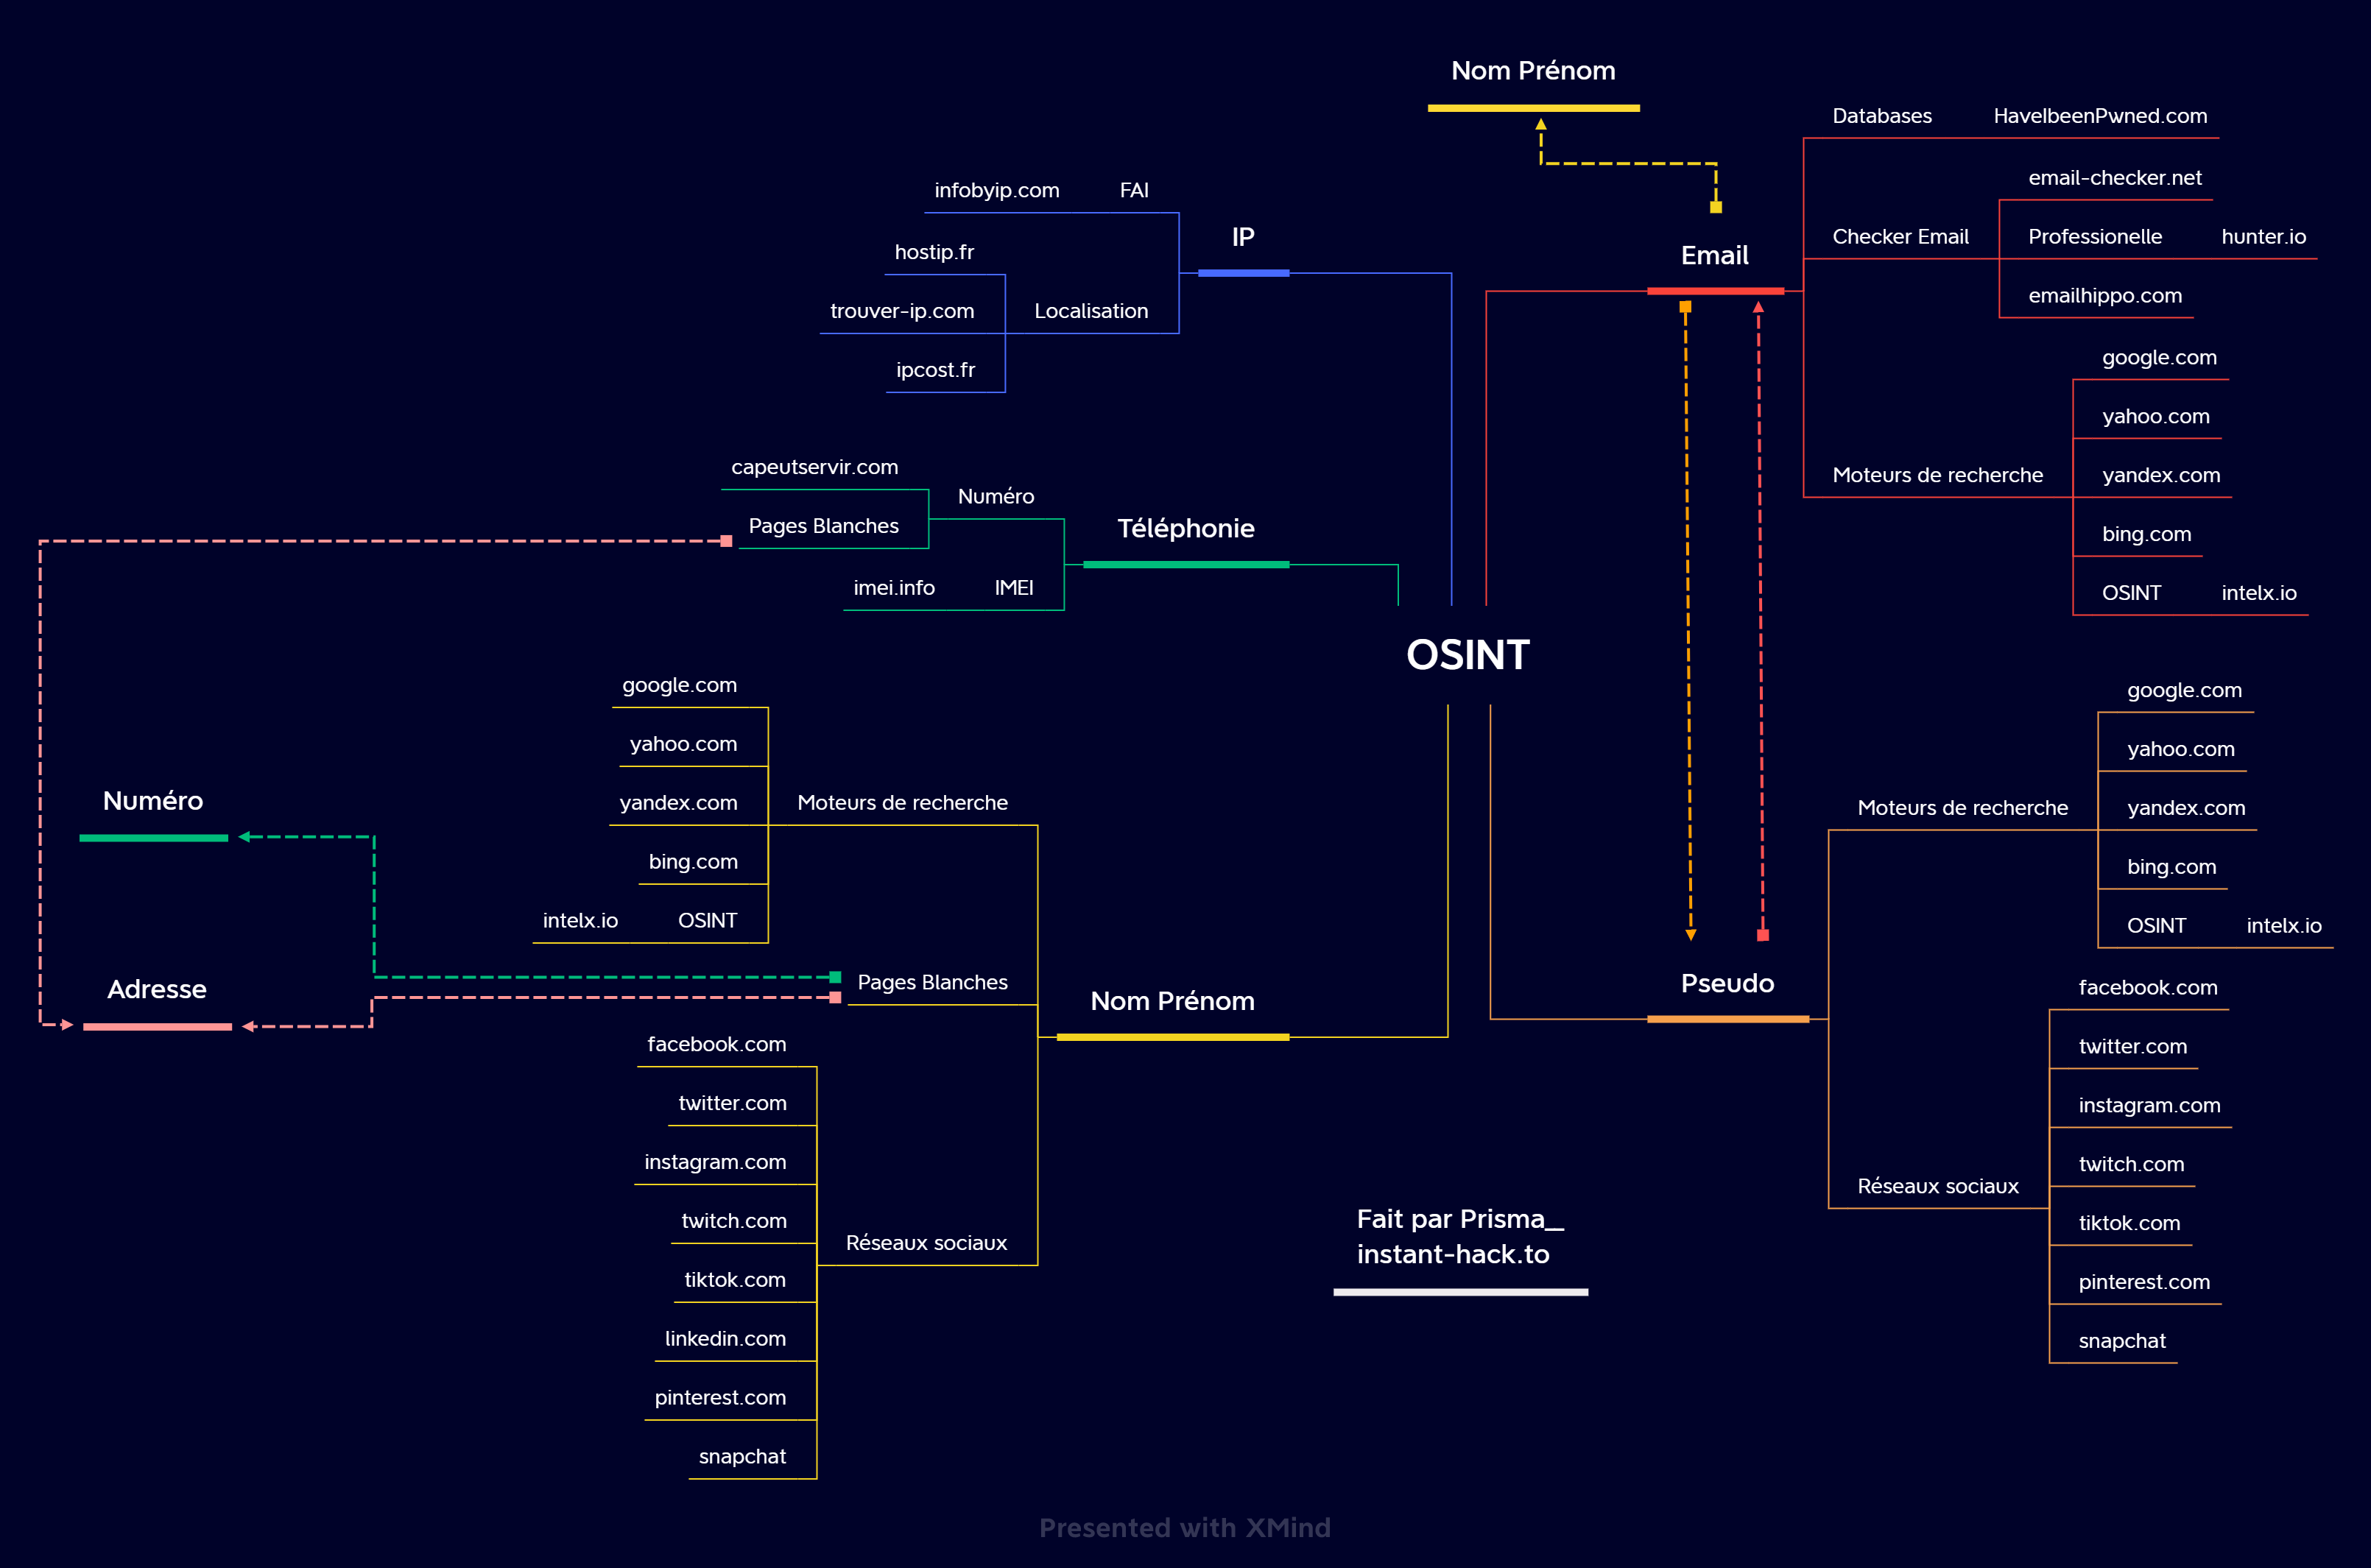 Nom Prénom
Databases HaveIbeenPwned.com
email-checker.net
Checker Email Professionelle hunter.io
emailhippo.com
Email
google.com
yahoo.com
Moteurs de recherche yandex.com
bing.com
OSINT intelx.io
infobyip.com FAI
IP
hostip.fr
trouver-ip.com Localisation
ipcost.fr
capeutservir.com
Numéro
Pages Blanches
Téléphonie
imei.info IMEI
OSINT
google.com
yahoo.com
yandex.com Moteurs de recherche
bing.com
intelx.io OSINT
Numéro
Adresse
Pages Blanches
Nom Prénom
facebook.com
twitter.com
instagram.com
twitch.com
Réseaux sociaux
tiktok.com
linkedin.com
pinterest.com
snapchat
google.com
yahoo.com
Moteurs de recherche yandex.com
bing.com
OSINT intelx.io
Pseudo
facebook.com
twitter.com
instagram.com
twitch.com
Réseaux sociaux
tiktok.com
pinterest.com
snapchat
Fait par Prisma__
instant-hack.to
Presented with XMind